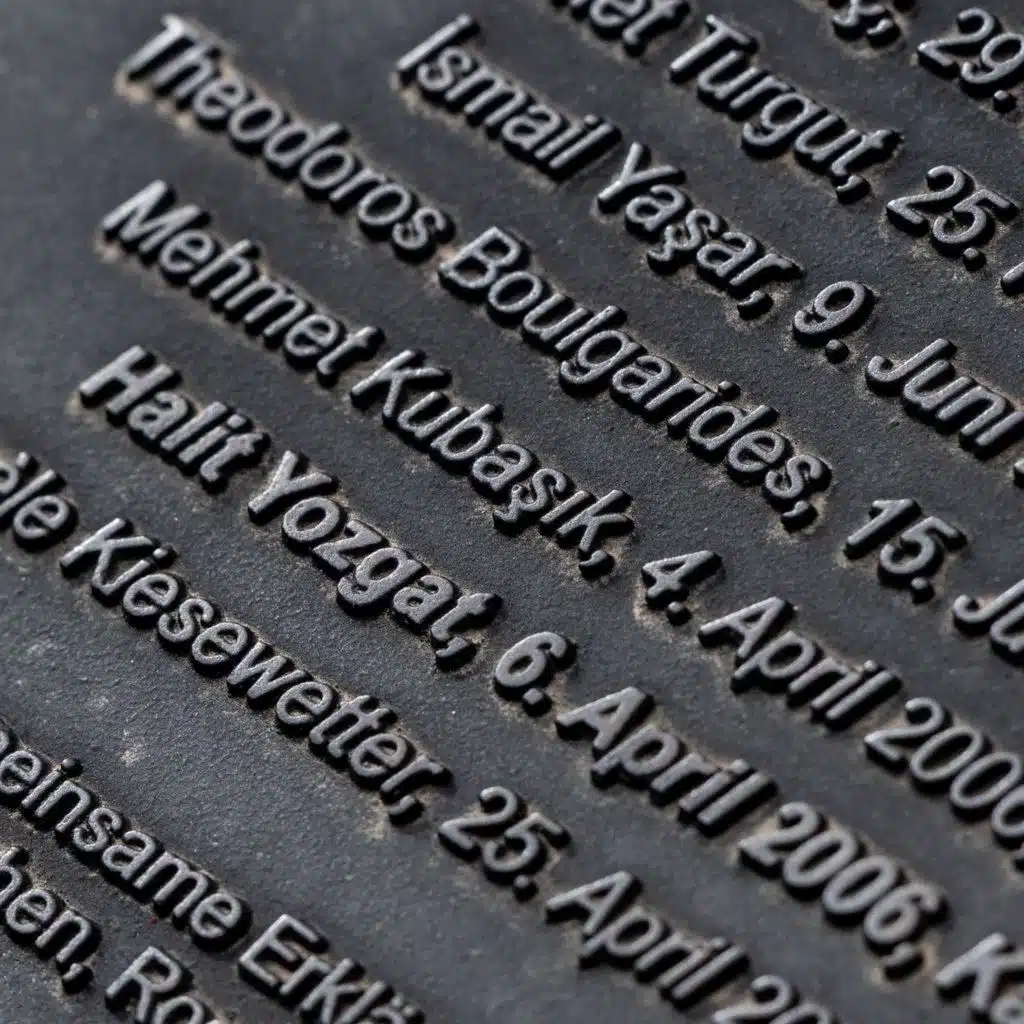 29.
Turgut, 25.
Ismail Yaşar, 9. Juni
Theodoros Boulgarides, 15.
Mehmet Kubaşık, 4. April 2006,
Halit Yozgat, 6. April 2006,
Kiesewetter, 25. April